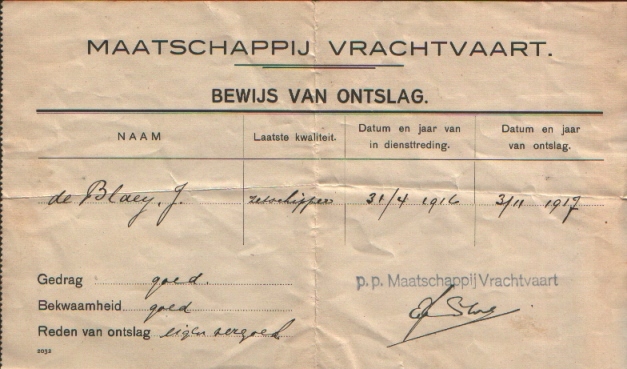 MAATSCHAPPIJ VRACHTVAART.
BEWIJS VAN ONTSLAG.
NAAM Laatste kwaliteit. Datum en jaar van in diensttreding. Datum en jaar van ontslag.
de Blaey, J. zetschipper 31/4 1916 3/11 1917
Gedrag goed.
p.p. Maatschappij Vrachtvaart
Bekwaamheid goed
Reden van ontslag eigen
2032